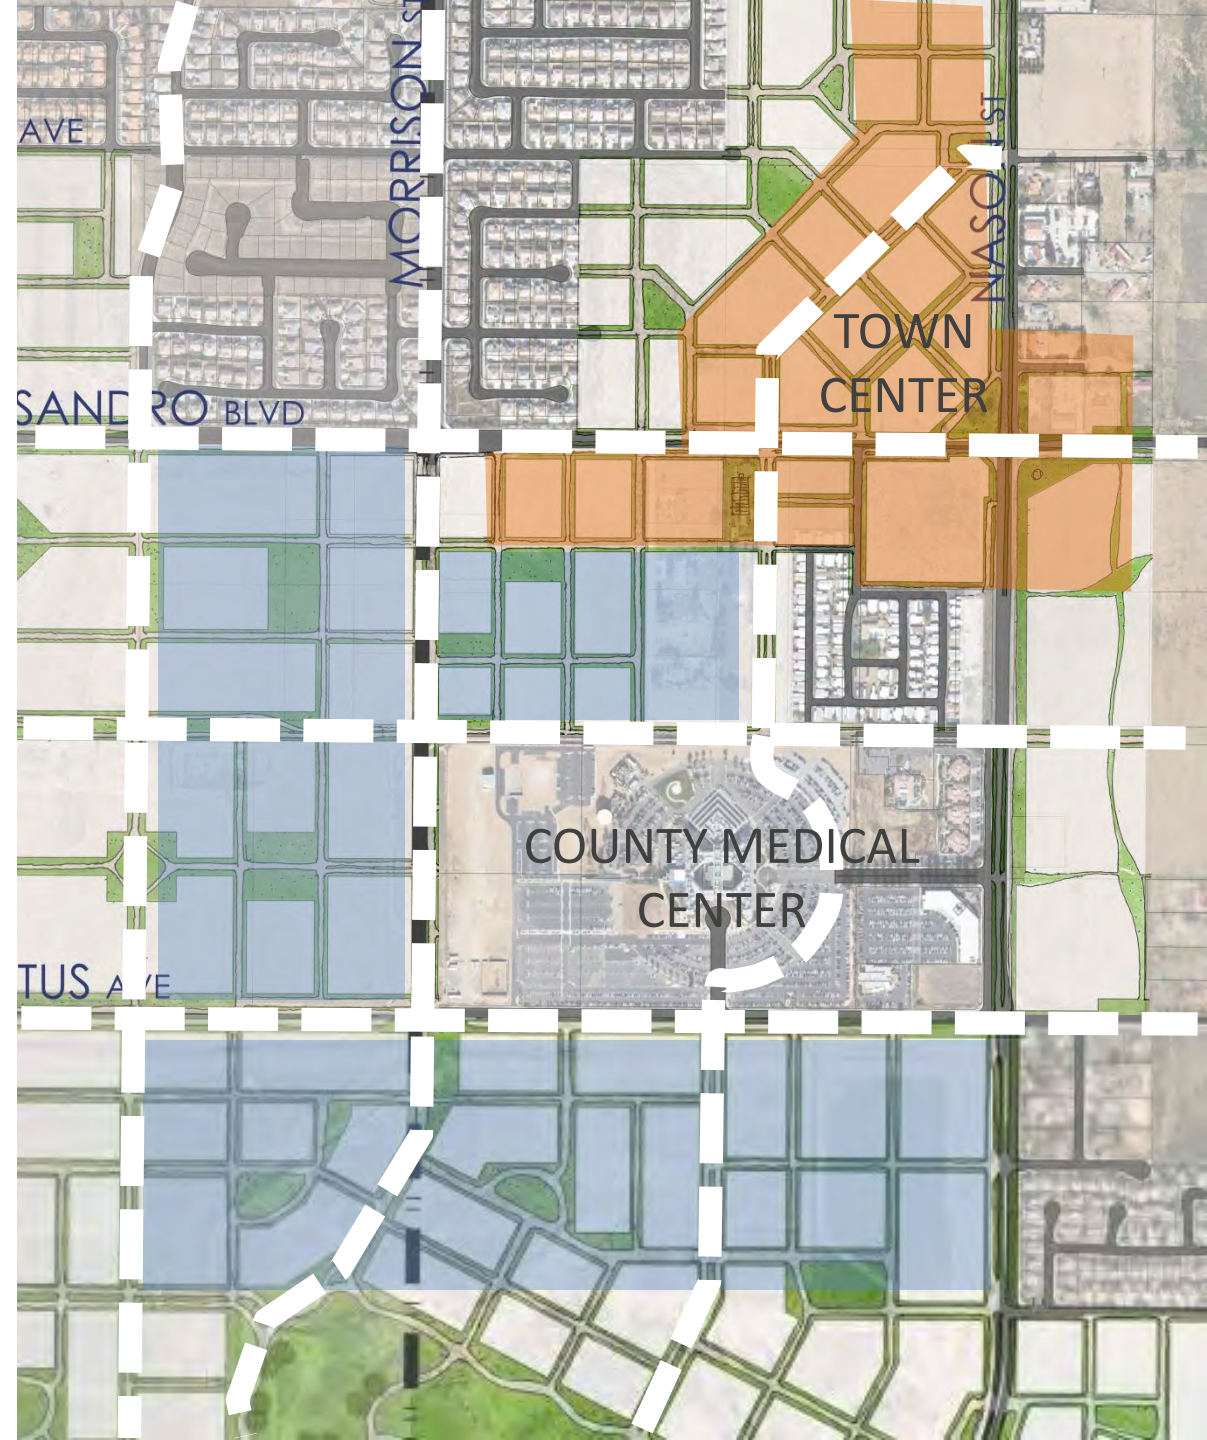 MORRISON ST
AVE
NASON ST
TOWN
CENTER
SANDRO BLVD
COUNTY MEDICAL
CENTER
TUS AVE